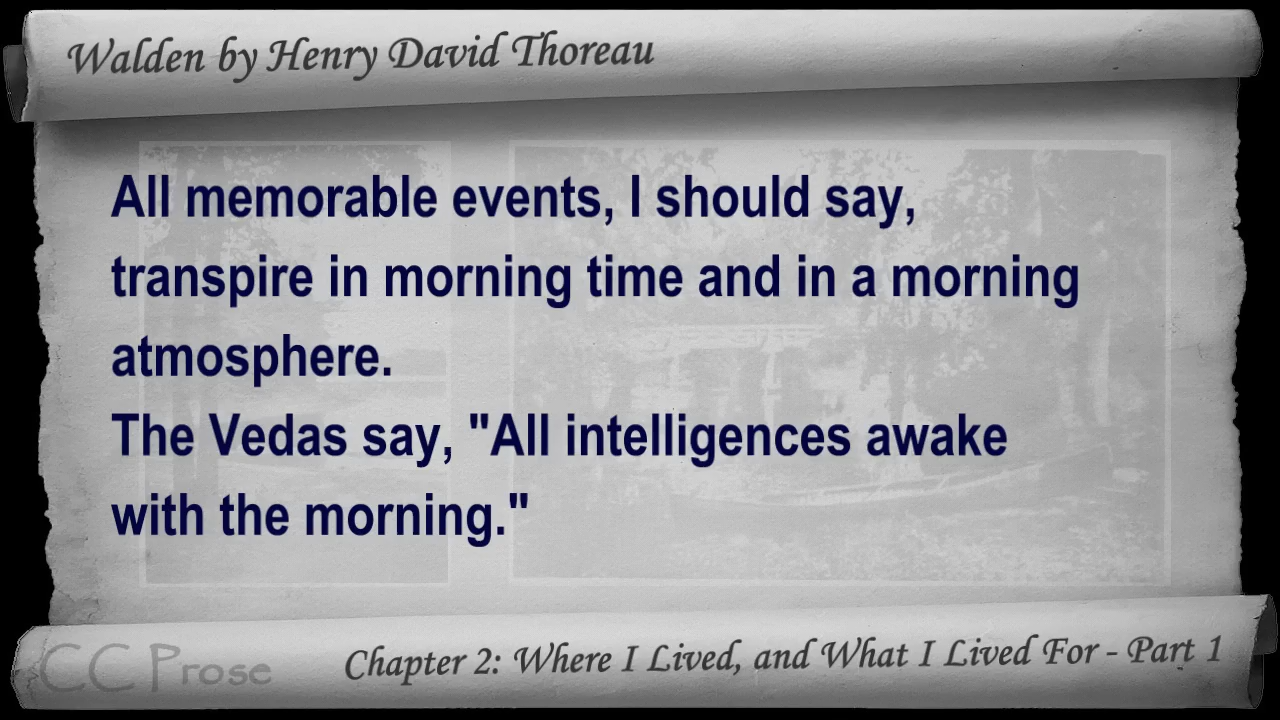 Walden by Henry David Thoreau
All memorable events, I should say,
transpire in morning time and in a morning
atmosphere.
The Vedas say, "All intelligences awake
with the morning."
CC Prose
Chapter 2: Where I Lived, and What I Lived For - Part 1